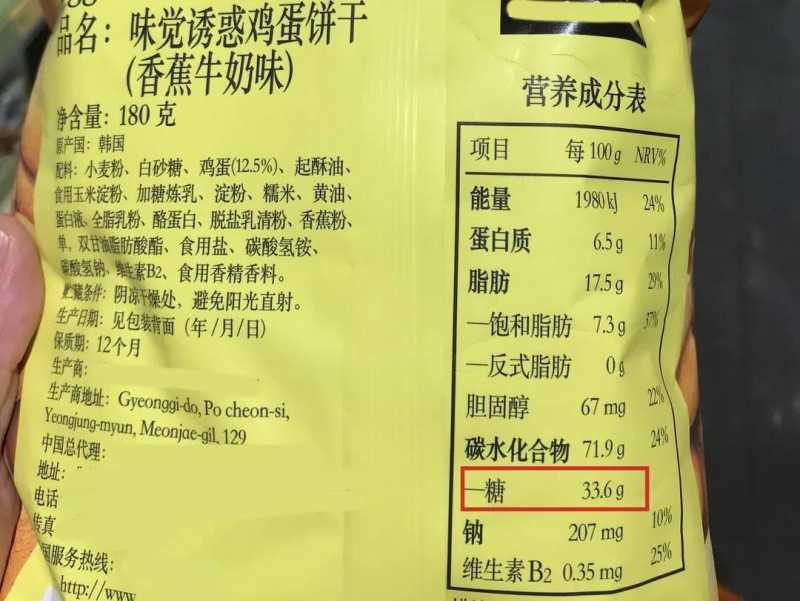 品名：味觉诱惑鸡蛋饼干
(香蕉牛奶味)
净含量：180克
原产国：韩国
配料：小麦粉、白砂糖、鸡蛋(12.5%)、起酥油、
食用玉米淀粉、加糖炼乳、淀粉、糯米、黄油、
蛋白液、全脂乳粉、酪蛋白、脱盐乳清粉、香蕉粉、
单，双甘油脂肪酸酯、食用盐、碳酸氢铵、
碳酸氢钠、维生素B2、食用香精香料。
贮藏条件：阴凉干燥处，避免阳光直射。
生产日期：见包装背面（年/月/日）
保质期：12个月
生产商：
生产商地址：Gyeonggi-do, Po cheon-si,
Yeongjung-myun, Meonjae-gil, 129
中国总代理：
地址：
电话
传真
国服务热线：
http://www
营养成分表
项目 每100g NRV%
能量 1980kJ 24%
蛋白质 6.5g 11%
脂肪 17.5g 29%
—饱和脂肪 7.3g 37%
—反式脂肪 0g
胆固醇 67mg 22%
碳水化合物 71.9g 24%
—糖 33.6g
钠 207mg 10%
维生素B2 0.35mg 25%